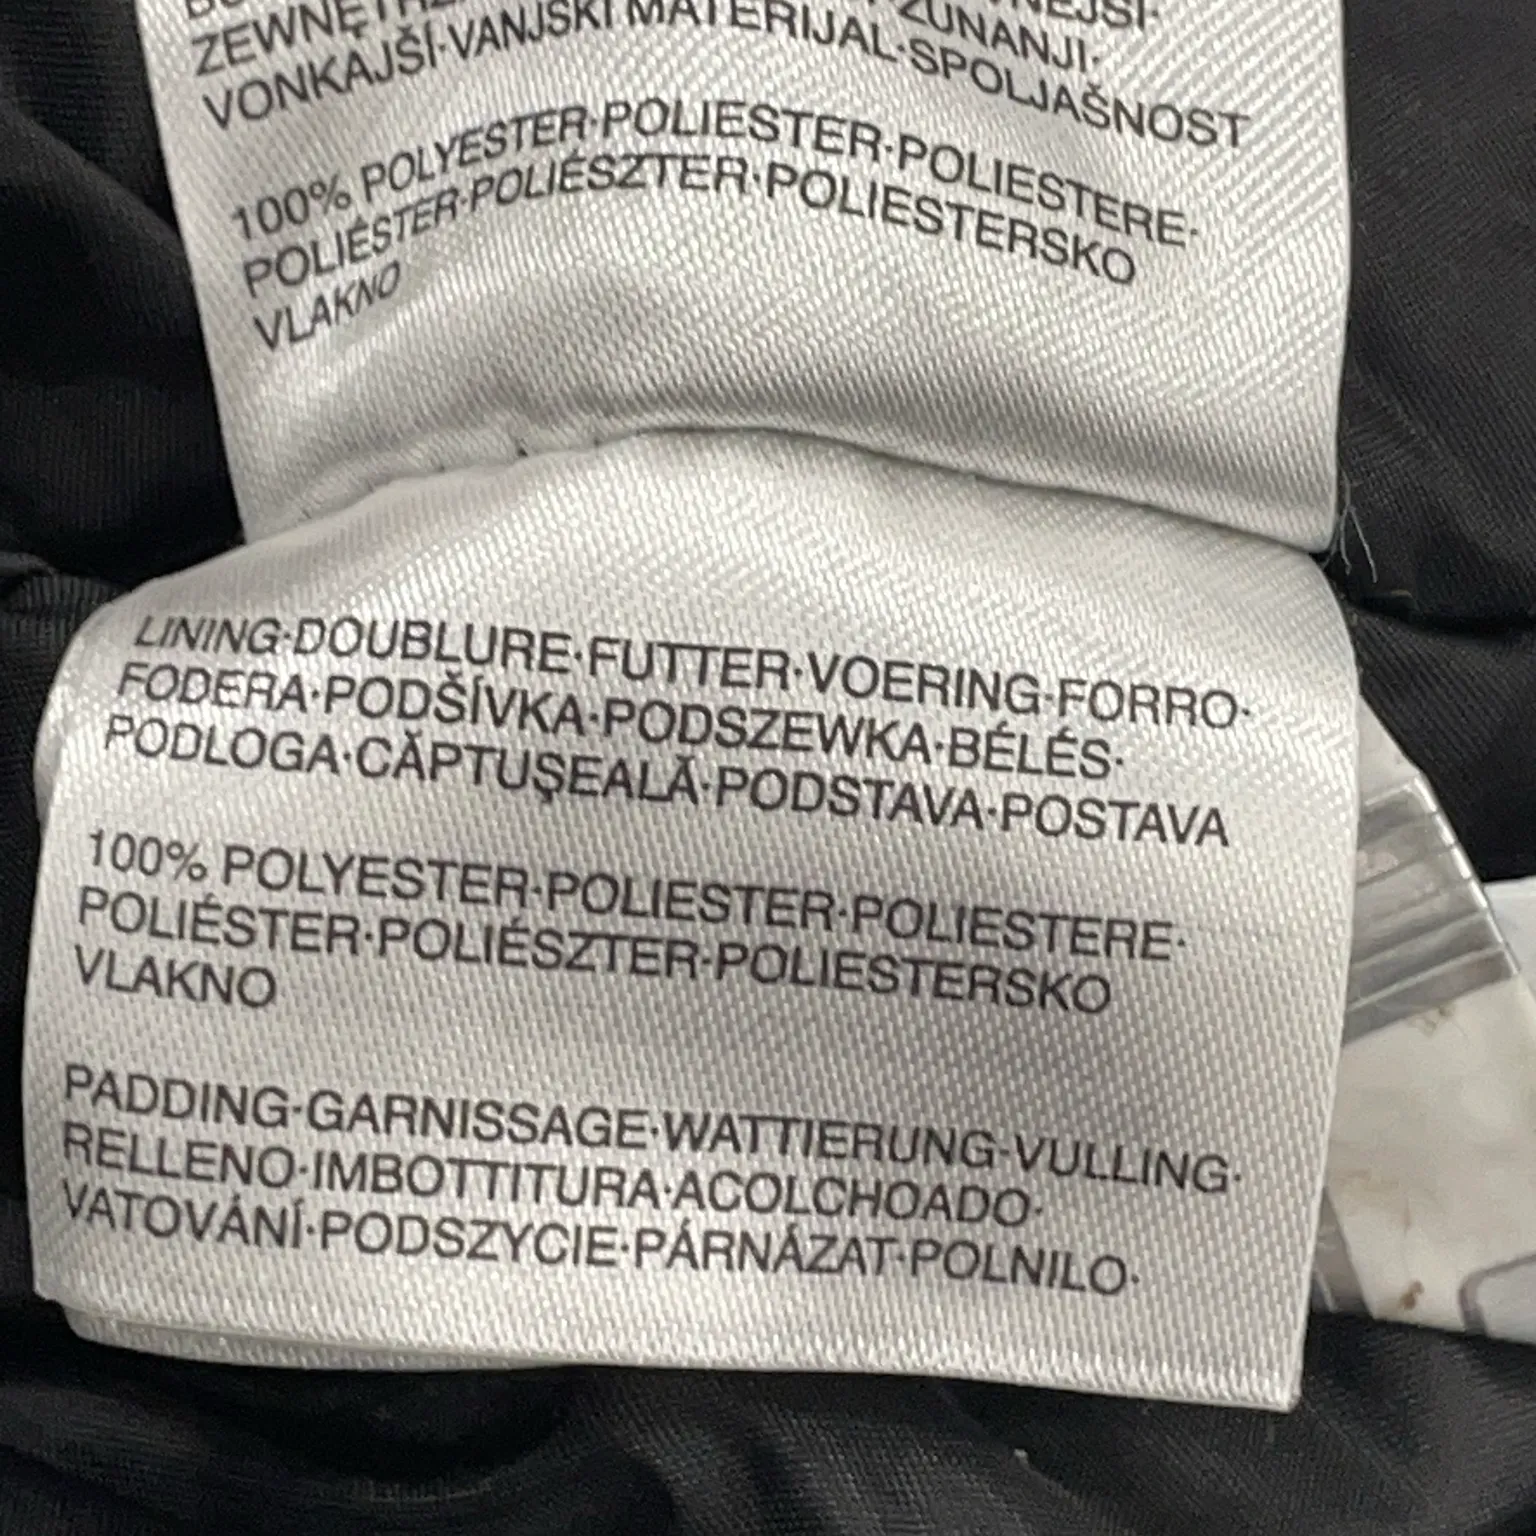 ZEWNĘTRZ
ZUNANJI·
VONKAJŠÍ·VANJSKI MATERIJAL·SPOLJAŠNOST
100% POLYESTER·POLIESTER·POLIESTERE·
POLIÉSTER·POLIÉSZTER·POLIESTERSKO
VLAKNO
LINING·DOUBLURE·FUTTER·VOERING·FORRO·
FODERA·PODŠÍVKA·PODSZEWKA·BÉLÉS·
PODLOGA·CĂPTUŞEALĂ·PODSTAVA·POSTAVA
100% POLYESTER·POLIESTER·POLIESTERE·
POLIÉSTER·POLIÉSZTER·POLIESTERSKO
VLAKNO
PADDING·GARNISSAGE·WATTIERUNG·VULLING·
RELLENO·IMBOTTITURA·ACOLCHOADO·
VATOVÁNÍ·PODSZYCIE·PÁRNÁZAT·POLNILO·